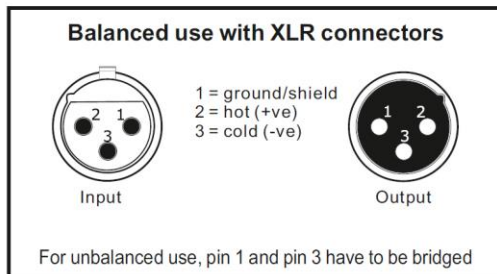 Balanced use with XLR connectors
1 = ground/shield
2 = hot (+ve)
3 = cold (-ve)
2 1
3
1 2
3
Input
Output
For unbalanced use, pin 1 and pin 3 have to be bridged